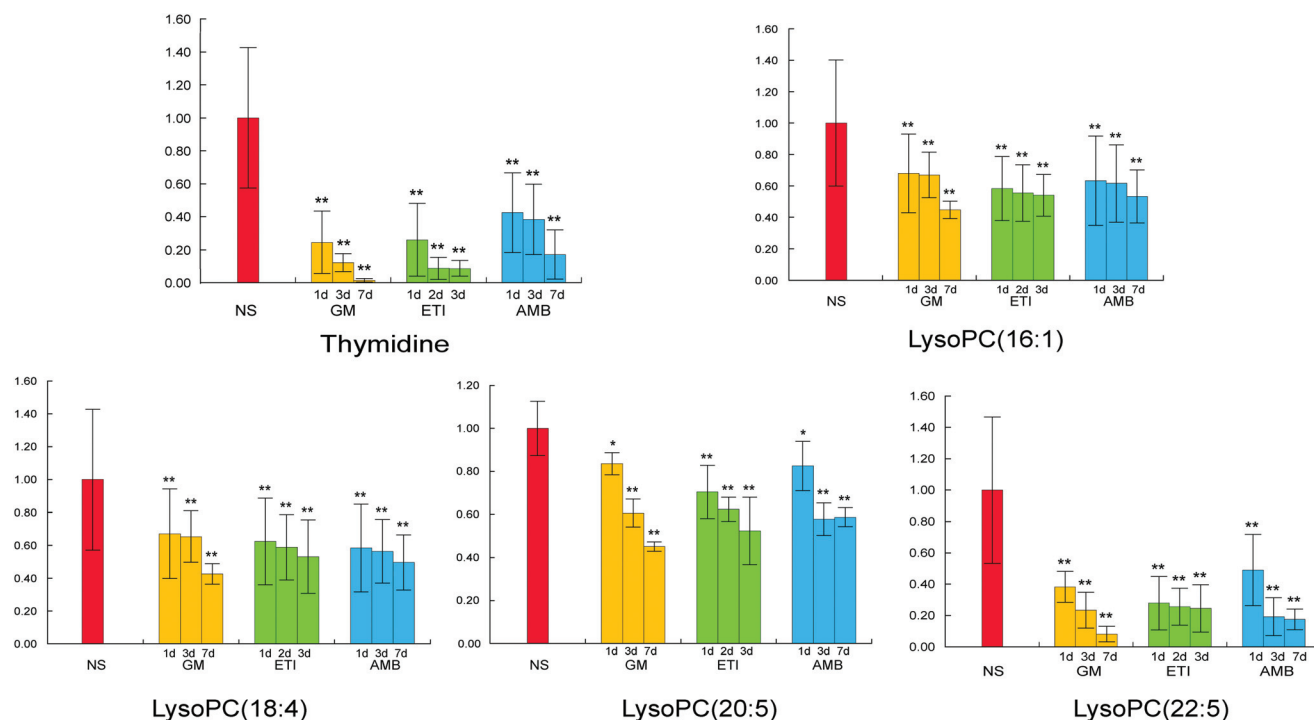 1.60
1.40
1.20
1.00
0.80
0.60
0.40
0.20
0.00
** ** **
** ** **
** ** **
1d 3d 7d 1d 2d 3d 1d 3d 7d
NS GM ETI AMB
Thymidine
1.60
1.40
1.20
1.00
0.80
0.60
0.40
0.20
0.00
** ** **
** ** **
** ** **
1d 3d 7d 1d 2d 3d 1d 3d 7d
NS GM ETI AMB
LysoPC(16:1)
1.60
1.40
1.20
1.00
0.80
0.60
0.40
0.20
0.00
** ** **
** ** **
** ** **
1d 3d 7d 1d 2d 3d 1d 3d 7d
NS GM ETI AMB
LysoPC(18:4)
1.20
1.00
0.80
0.60
0.40
0.20
0.00
* ** **
** ** **
* ** **
1d 3d 7d 1d 2d 3d 1d 3d 7d
NS GM ETI AMB
LysoPC(20:5)
1.60
1.40
1.20
1.00
0.80
0.60
0.40
0.20
0.00
** ** **
** ** **
** ** **
1d 3d 7d 1d 2d 3d 1d 3d 7d
NS GM ETI AMB
LysoPC(22:5)